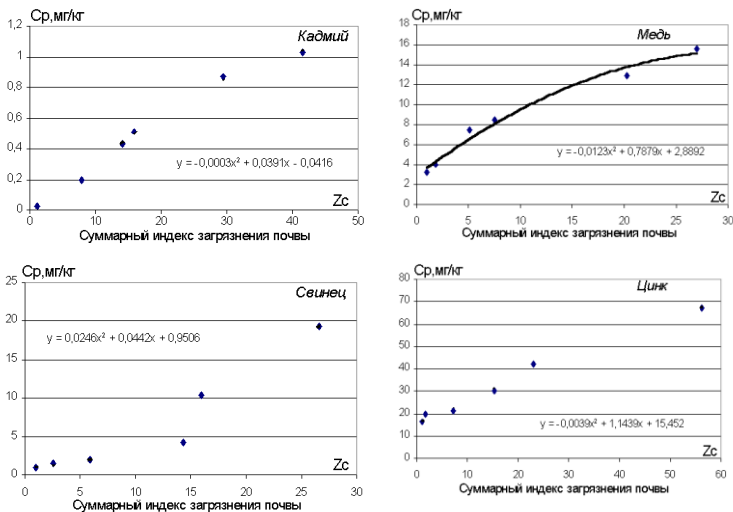 Ср,мг/кг
Кадмий
1,2
1
0,8
0,6
0,4
0,2
0
y = -0,0003x² + 0,0391x - 0,0416
Zc
0 10 20 30 40 50
Суммарный индекс загрязнения почвы
Ср,мг/кг
Медь
18
16
14
12
10
8
6
4
2
0
y = -0,0123x² + 0,7879x + 2,8892
Zc
0 5 10 15 20 25 30
Суммарный индекс загрязнения почвы
Ср,мг/кг
Свинец
25
20
15
10
5
0
y = 0,0246x² + 0,0442x + 0,9506
Zc
0 5 10 15 20 25 30
Суммарный индекс загрязнения почвы
Ср,мг/кг
Цинк
80
70
60
50
40
30
20
10
0
y = -0,0039x² + 1,1439x + 15,452
Zc
0 10 20 30 40 50 60
Суммарный индекс загрязнения почвы